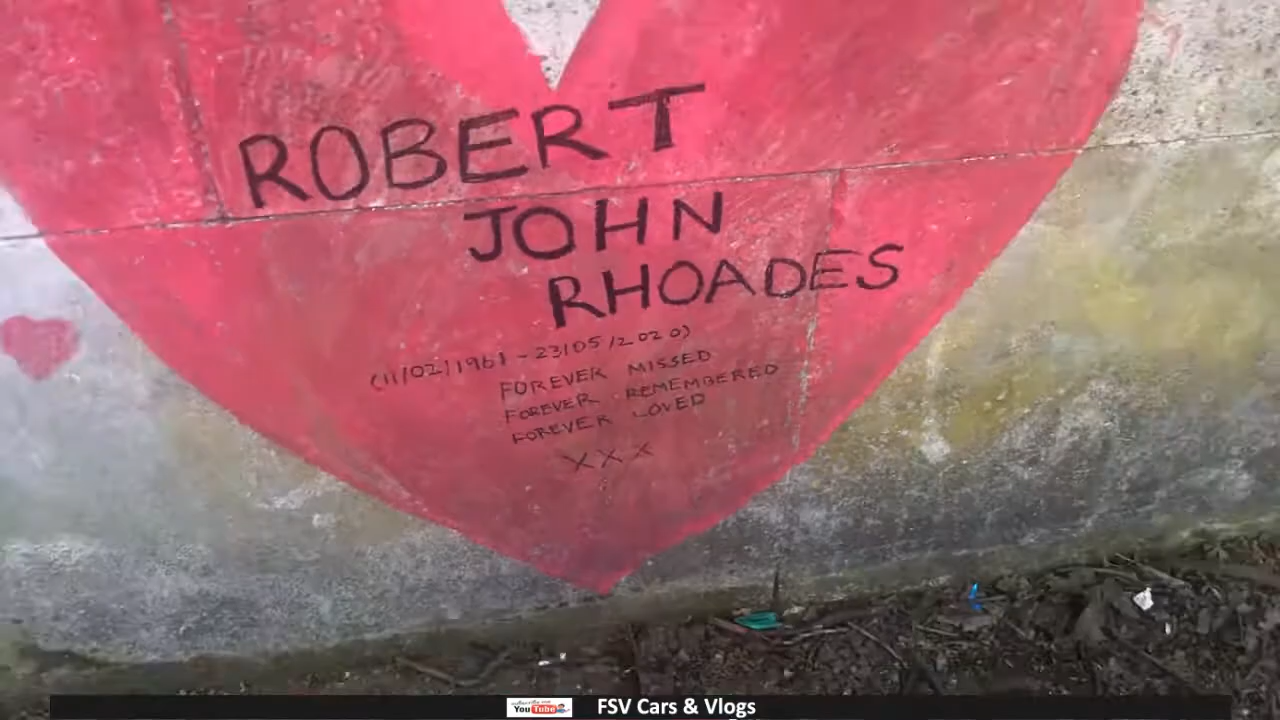 ROBERT
JOHN
RHOADES
(11/02/1961 - 23/05/2020)
FOREVER MISSED
FOREVER REMEMBERED
FOREVER LOVED
XXX
YouTube FSV Cars & Vlogs